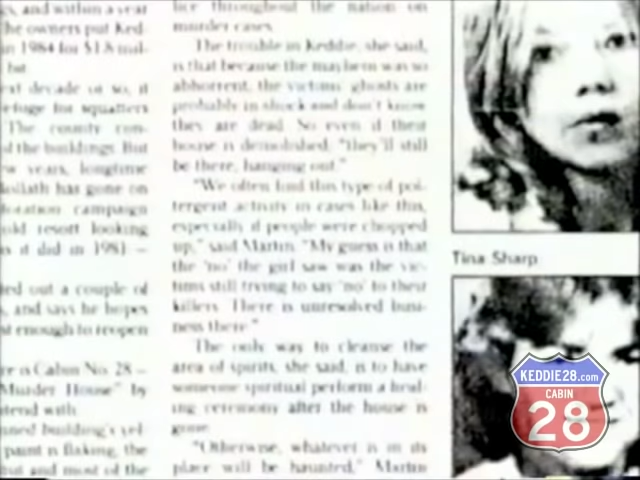 s, and within a year
he owners put Ked-
in 1984 for $1.8 mil-
bit.
ext decade or so, it
efuge for squatters
The county con-
d the buildings. But
w years, longtime
has gone on
campaign
old resort looking
s it did in 1981 —
ed out a couple of
, and says he hopes
st enough to reopen
re is Cabin No. 28 —
Murder House" by
tend with
building's yel-
paint is flaking, the
but and most of the
tice throughout the nation on
murder cases.
The trouble in Keddie, she said,
is that because the mayhem was so
abhorrent, the victims' ghosts are
probably in shock and don't know
they are dead. So even if their
house is demolished, "they'll still
be there, hanging out."
"We often find this type of pol-
tergeist activity in cases like this,
especially if people were chopped
up," said Martin. "My guess is that
the 'no' the girl saw was the vic-
tims still trying to say 'no' to their
killers. There is unresolved busi-
ness there."
The only way to cleanse the
area of spirits, she said, is to have
someone spiritual perform a heal-
ing ceremony after the house is
gone.
"Otherwise, whatever is in its
place will be haunted," Martin
Tina Sharp
KEDDIE28.com
CABIN
28